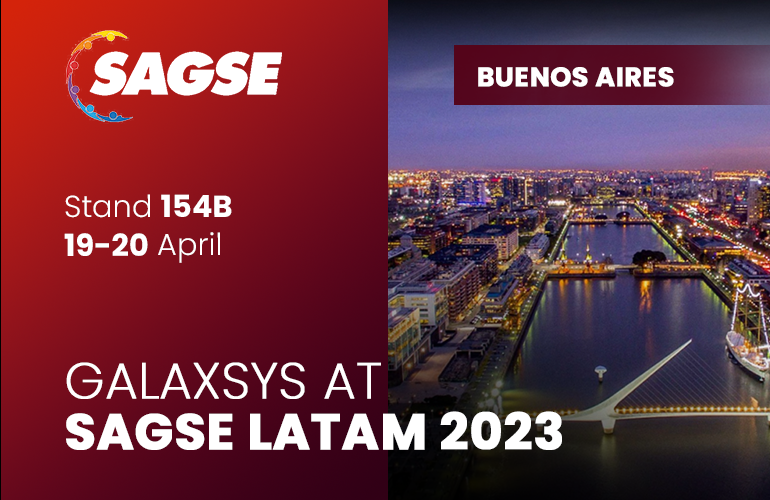 SAGSE
BUENOS AIRES
Stand 154B
19-20 April
GALAXSYS AT
SAGSE LATAM 2023